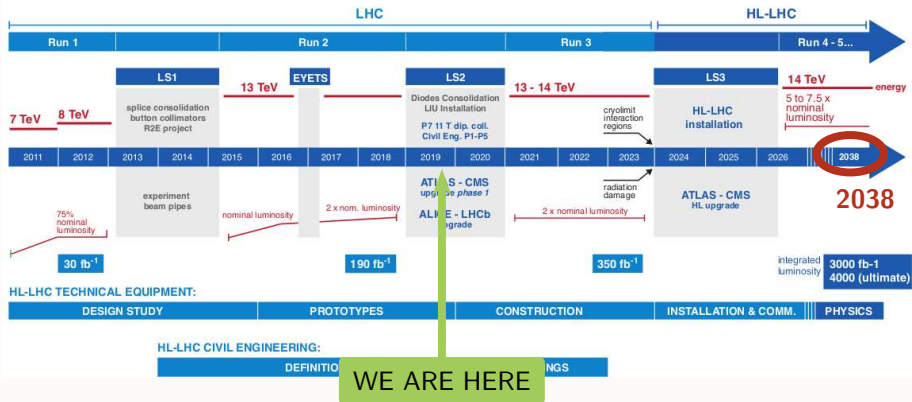 LHC
HL-LHC
Run 1
Run 2
Run 3
Run 4 - 5...
LS1
EYETS
LS2
LS3
14 TeV
energy
13 TeV
13 - 14 TeV
7 TeV
8 TeV
splice consolidation
button collimators
R2E project
Diodes Consolidation
LIU Installation
P7 11 T dip. coll.
Civil Eng. P1-P5
cryolimit
interaction
regions
HL-LHC
installation
5 to 7.5 x
nominal
luminosity
2011
2012
2013
2014
2015
2016
2017
2018
2019
2020
2021
2022
2023
2024
2025
2026
2038
2038
experiment
beam pipes
ATLAS - CMS
upgrade phase 1
ALICE - LHCb
upgrade
radiation
damage
ATLAS - CMS
HL upgrade
75%
nominal
luminosity
nominal luminosity
2 x nom. luminosity
2 x nominal luminosity
30 fb-1
190 fb-1
350 fb-1
integrated
luminosity
3000 fb-1
4000 (ultimate)
HL-LHC TECHNICAL EQUIPMENT:
DESIGN STUDY
PROTOTYPES
CONSTRUCTION
INSTALLATION & COMM.
PHYSICS
HL-LHC CIVIL ENGINEERING:
WE ARE HERE